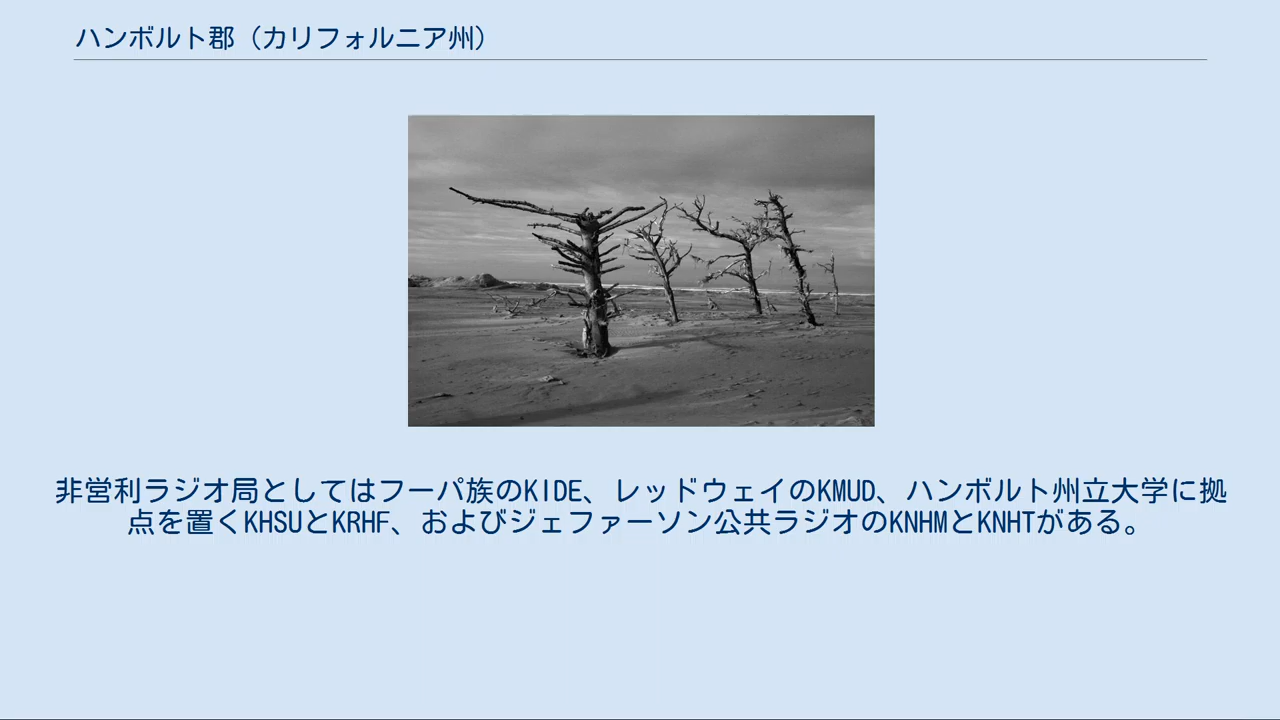 ハンボルト郡（カリフォルニア州）
非営利ラジオ局としてはフーパ族のKIDE、レッドウェイのKMUD、ハンボルト州立大学に拠
点を置くKHSUとKRHF、およびジェファーソン公共ラジオのKNHMとKNHTがある。